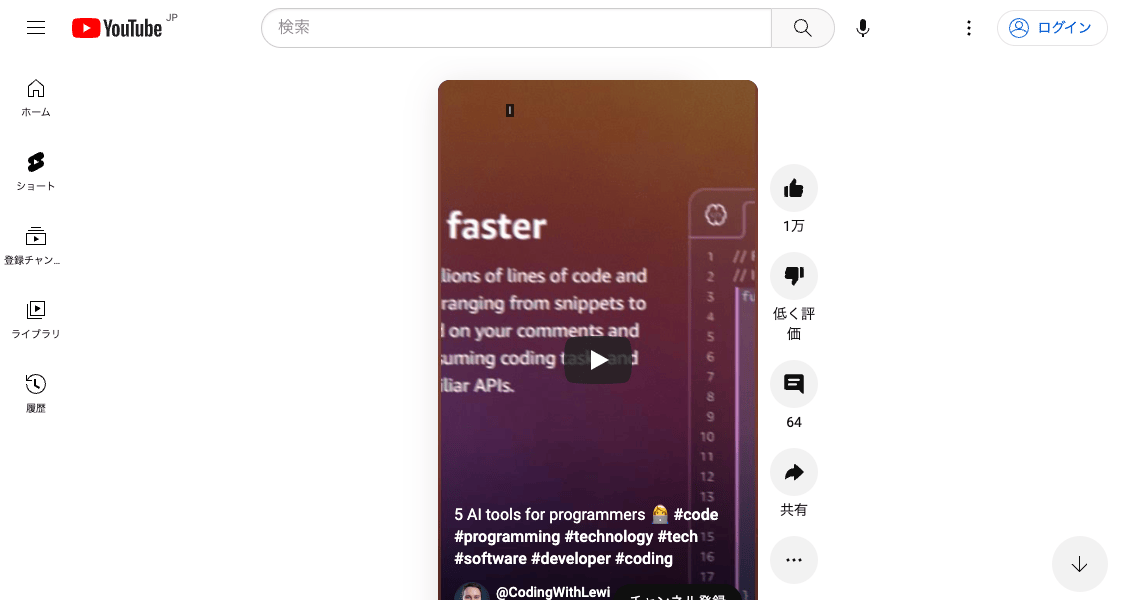 YouTube JP
検索
ログイン
ホーム
ショート
登録チャン...
ライブラリ
履歴
faster
lions of lines of code and
ranging from snippets to
d on your comments and
suming coding tasks and
iliar APIs.
1
2
3
4
5
6
7
8
9
10
11
12
13
15
16
17
//
//
fu
5 AI tools for programmers 🧑‍💻 #code
#programming #technology #tech
#software #developer #coding
@CodingWithLewi
チャンネル登録
1万
低く評
価
64
共有